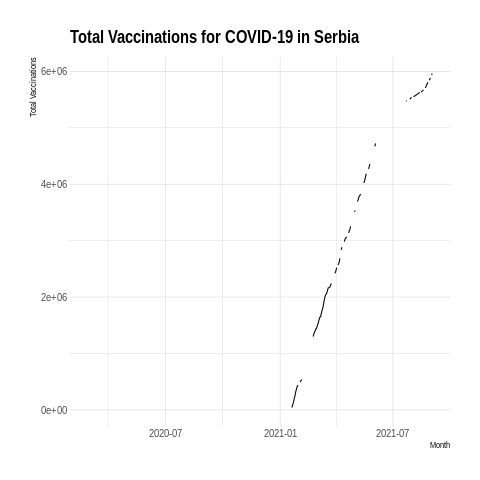 Total Vaccinations for COVID-19 in Serbia
Total Vaccinations
6e+06
4e+06
2e+06
0e+00
2020-07
2021-01
2021-07
Month